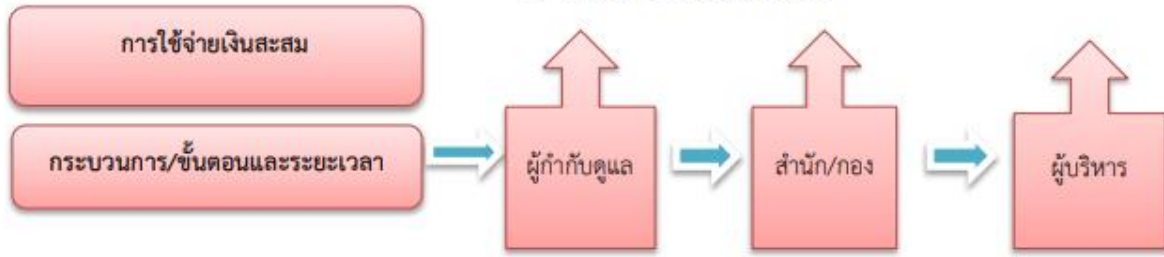 การใช้จ่ายเงินสะสม
กระบวนการ/ขั้นตอนและระยะเวลา
ผู้กำกับดูแล
สำนัก/กอง
ผู้บริหาร